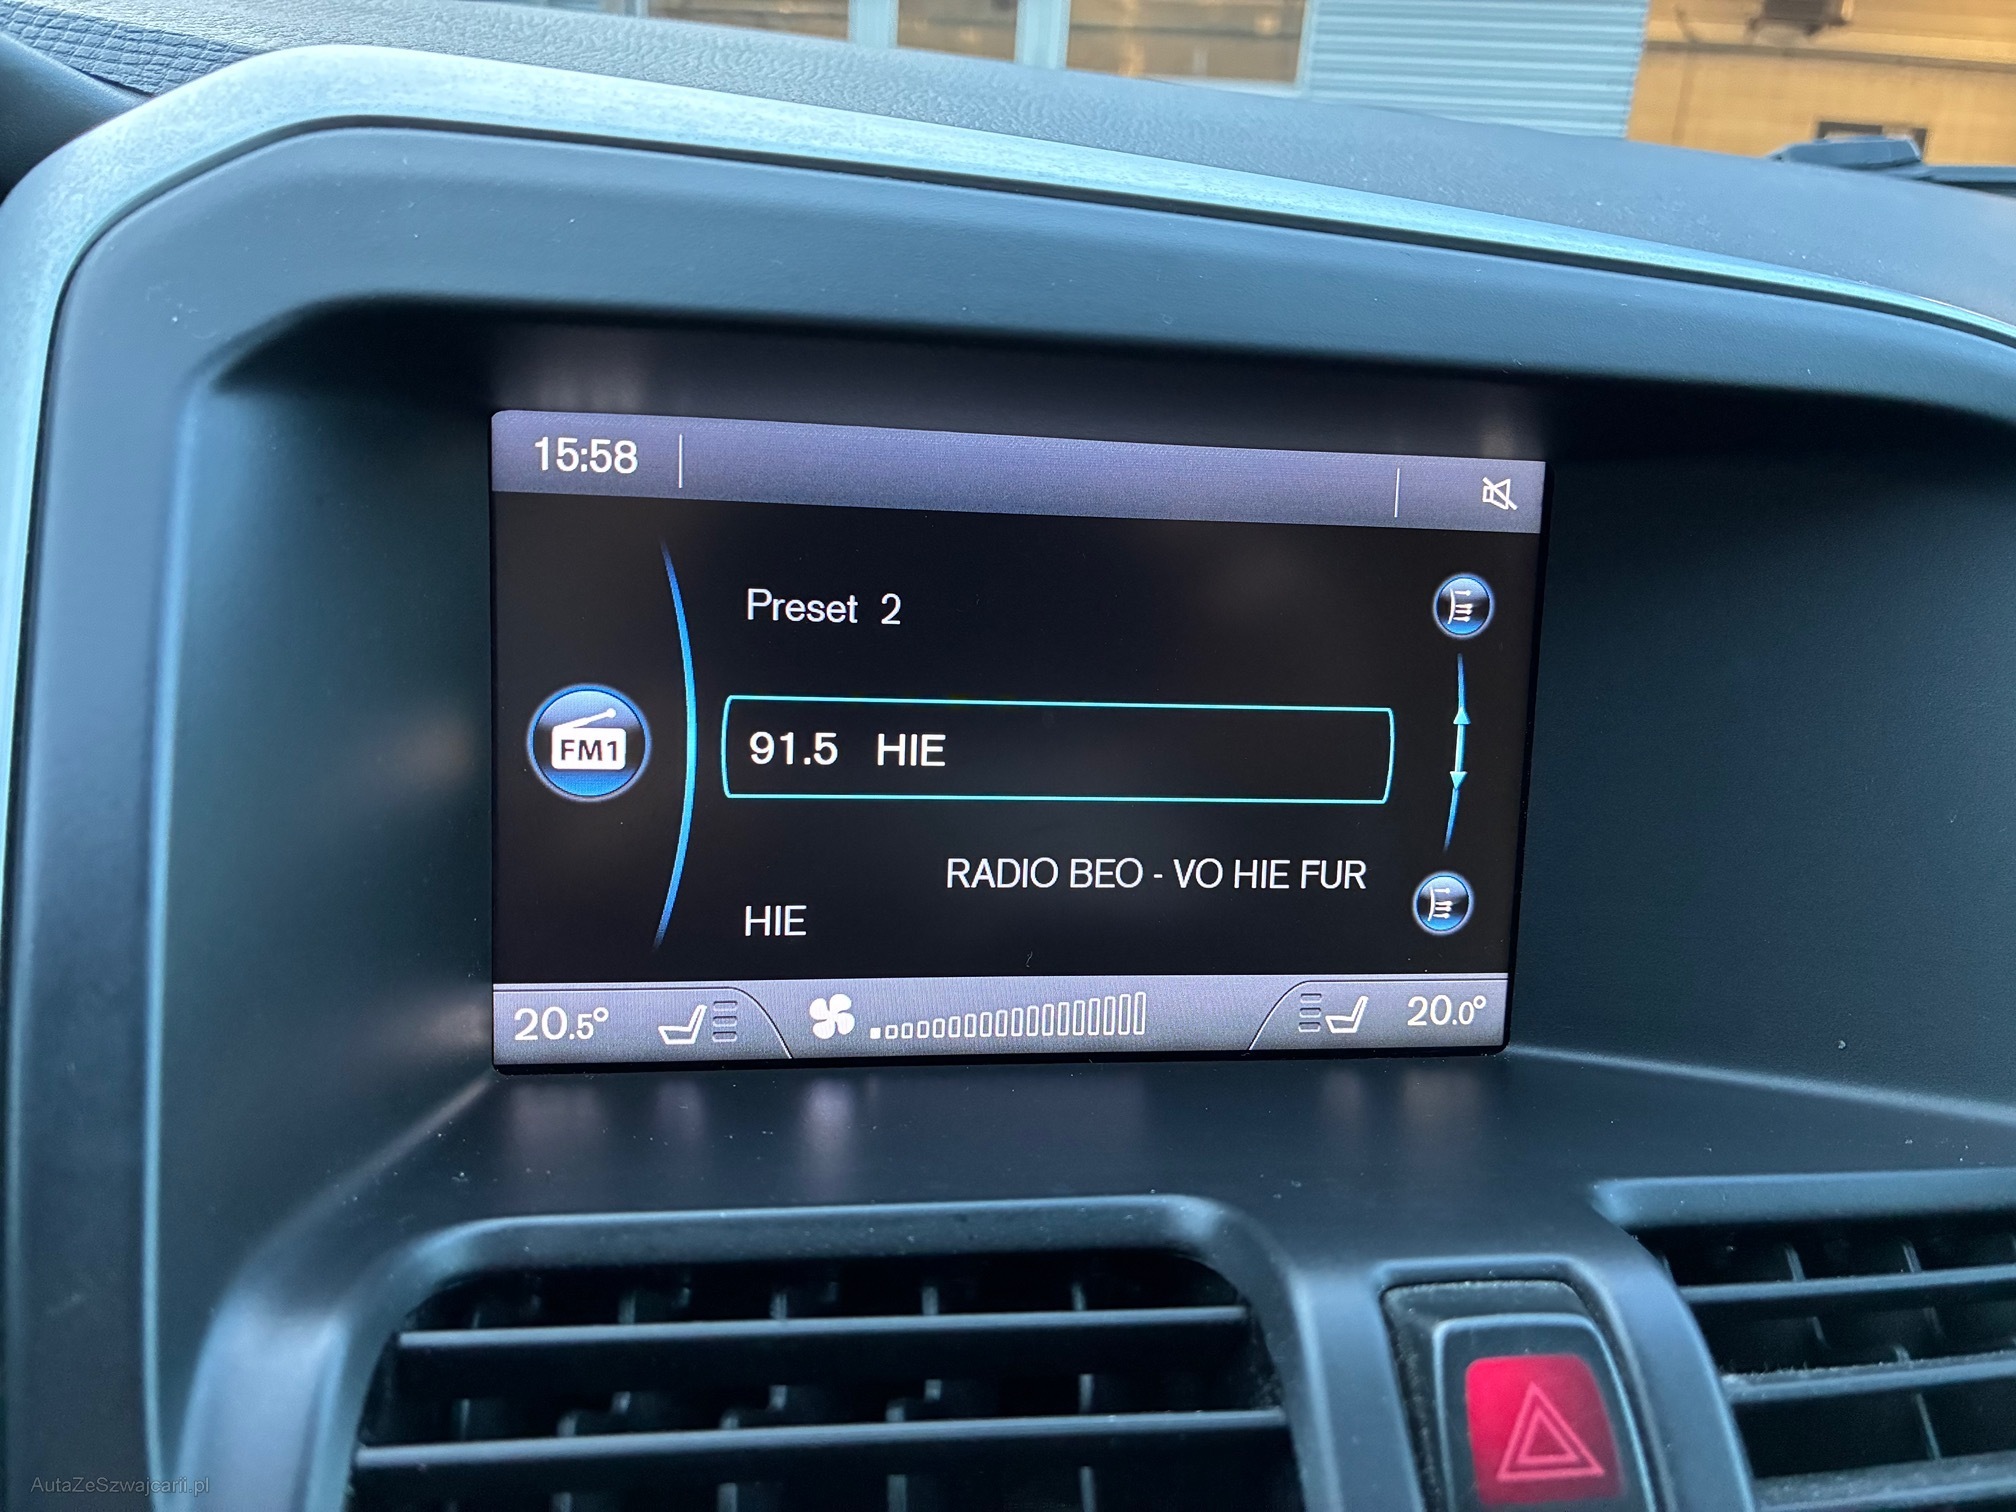 15:58
Preset 2
FM1
91.5 HIE
RADIO BEO - VO HIE FUR
HIE
20.5°
20.0°
AutaZeSzwajcarii.pl